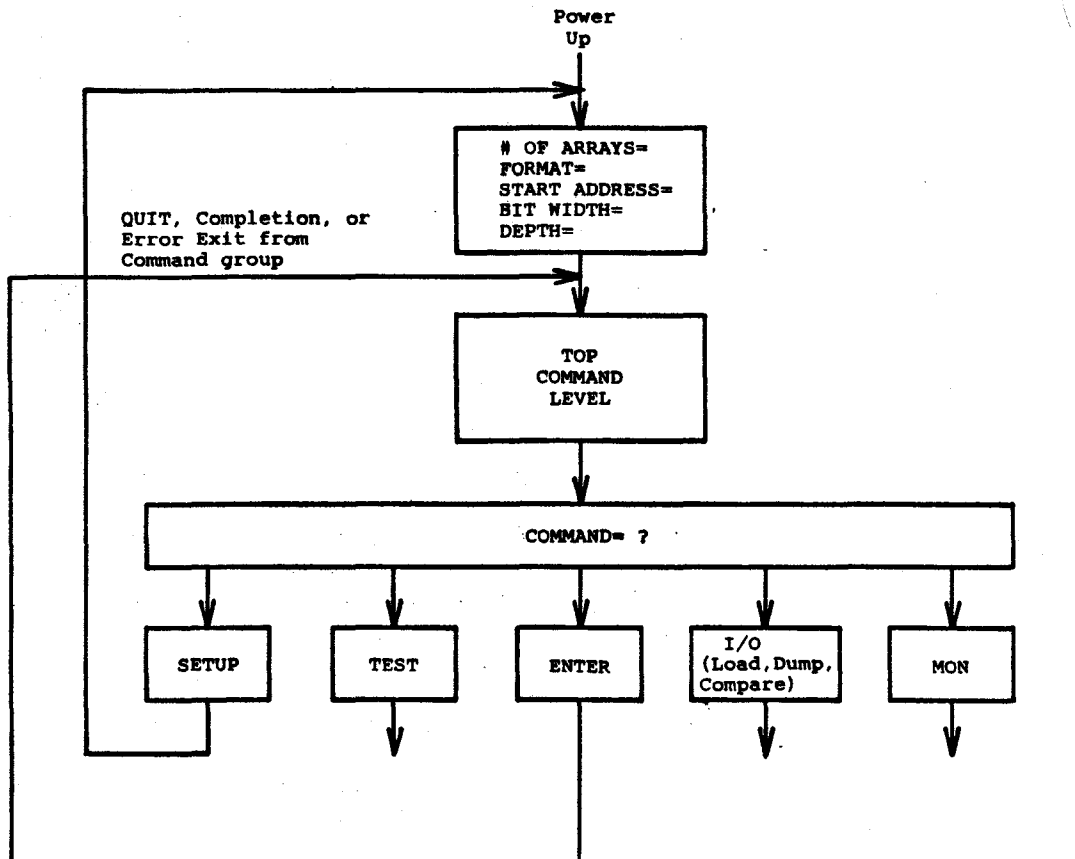 Power
Up
# OF ARRAYS=
FORMAT=
START ADDRESS=
BIT WIDTH=
DEPTH=
QUIT, Completion, or
Error Exit from
Command group
TOP
COMMAND
LEVEL
COMMAND= ?
SETUP
TEST
ENTER
I/O
(Load,Dump,
Compare)
MON